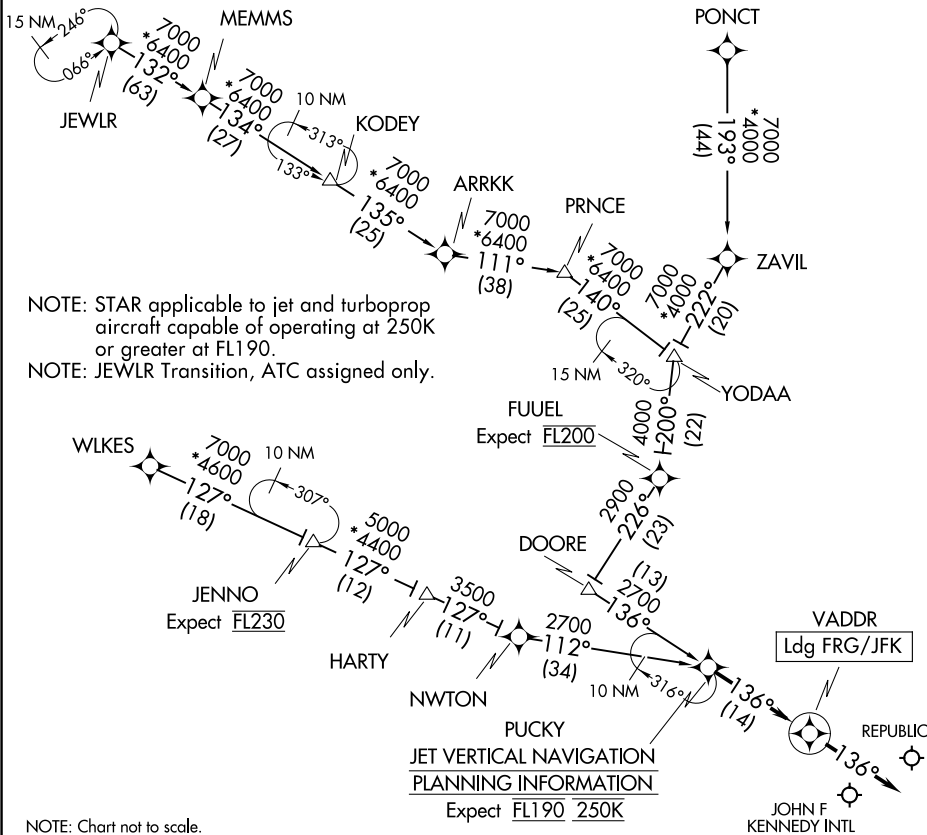 15 NM
246°
066°
JEWLR
7000
*6400
132°
(63)
MEMMS
7000
*6400
134°
(27)
10 NM
313°
133°
KODEY
7000
*6400
135°
(25)
ARRKK
7000
*6400
111°
(38)
PRNCE
7000
*6400
140°
(25)
PONCT
7000
*4000
193°
(44)
ZAVIL
7000
*4000
222°
(20)
15 NM
320°
YODAA
NOTE: STAR applicable to jet and turboprop
aircraft capable of operating at 250K
or greater at FL190.
NOTE: JEWLR Transition, ATC assigned only.
4000
200°
(22)
FUUEL
Expect FL200
2900
226°
(23)
DOORE
(13)
2700
136°
WLKES
7000
*4600
127°
(18)
10 NM
307°
JENNO
Expect FL230
5000
*4400
127°
(12)
HARTY
3500
127°
(11)
NWTON
2700
112°
(34)
10 NM
316°
PUCKY
JET VERTICAL NAVIGATION
PLANNING INFORMATION
Expect FL190 250K
136°
(14)
VADDR
Ldg FRG/JFK
136°
REPUBLIC
JOHN F
KENNEDY INTL
NOTE: Chart not to scale.